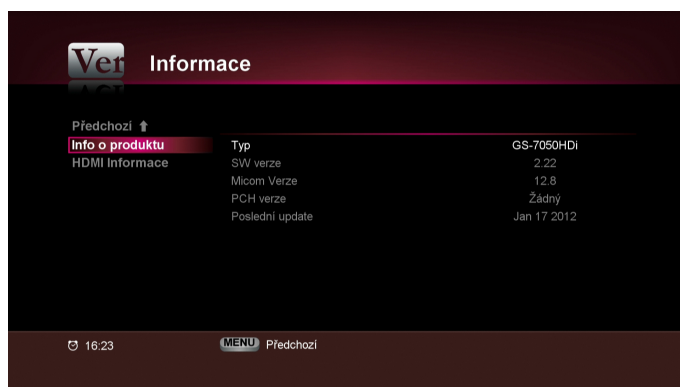 Ver Informace
Předchozí
Info o produktu
HDMI Informace
Typ GS-7050HDi
SW verze 2.22
Micom Verze 12.8
PCH verze Žádný
Poslední update Jan 17 2012
16:23 MENU Předchozí